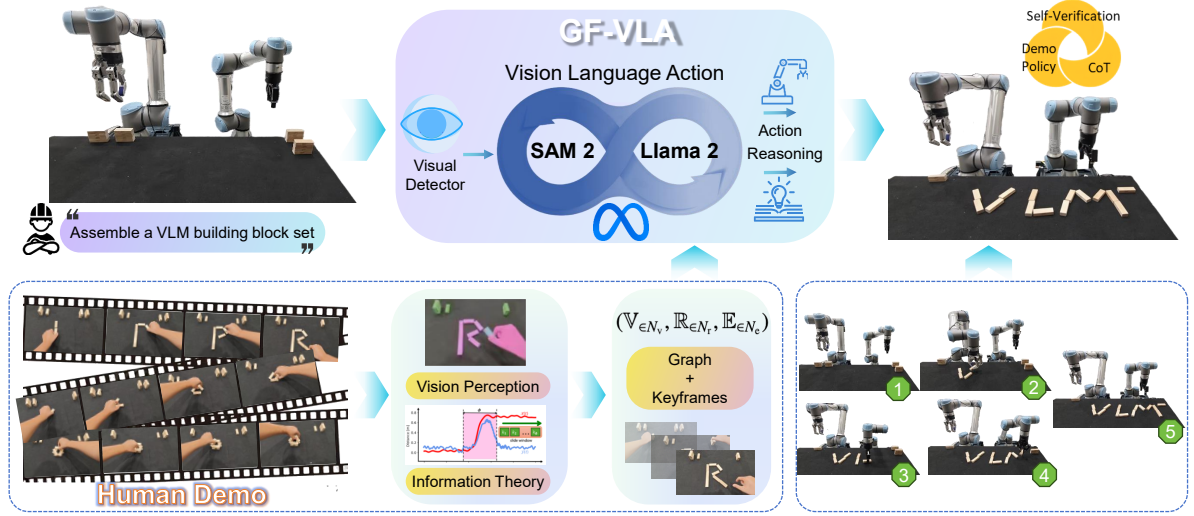 GF-VLA
Vision Language Action
Visual
Detector
SAM 2
Llama 2
Action
Reasoning
Self-Verification
Demo
Policy
CoT
“
Assemble a VLM building block set
”
VLMT
Human Demo
R
R
R
Vision Perception
Information Theory
(𝕍∈Nv, ℝ∈Nr, 𝔼∈Ne)
Graph
+
Keyframes
R
1
2
3
4
5
VLMT